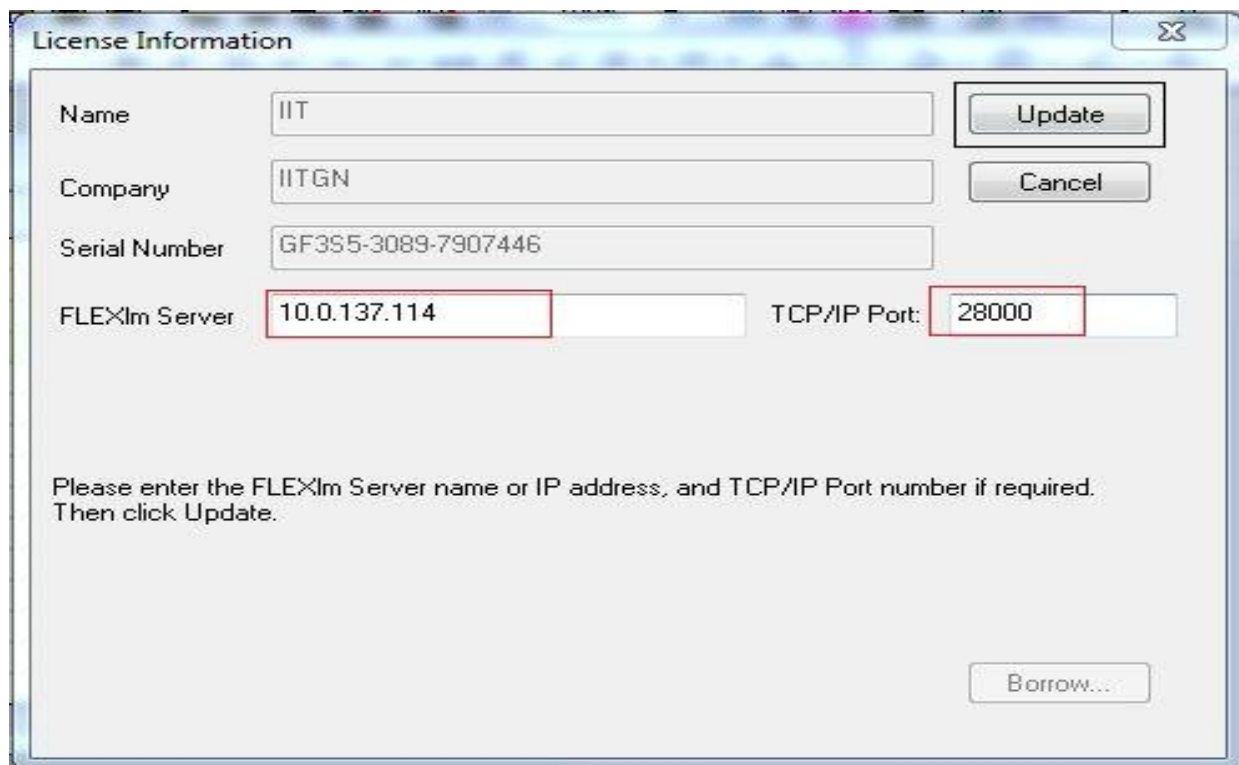 License Information
Name IIT Update
Company IITGN Cancel
Serial Number GF3S5-3089-7907446
FLEXlm Server 10.0.137.114 TCP/IP Port: 28000
Please enter the FLEXlm Server name or IP address, and TCP/IP Port number if required.
Then click Update.
Borrow...